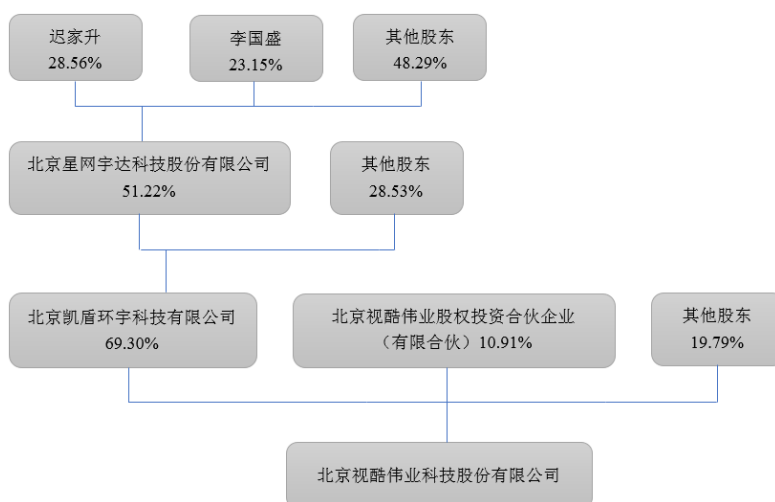 迟家升
28.56%
李国盛
23.15%
其他股东
48.29%
北京星网宇达科技股份有限公司
51.22%
其他股东
28.53%
北京凯盾环宇科技有限公司
69.30%
北京视酷伟业股权投资合伙企业
（有限合伙）10.91%
其他股东
19.79%
北京视酷伟业科技股份有限公司